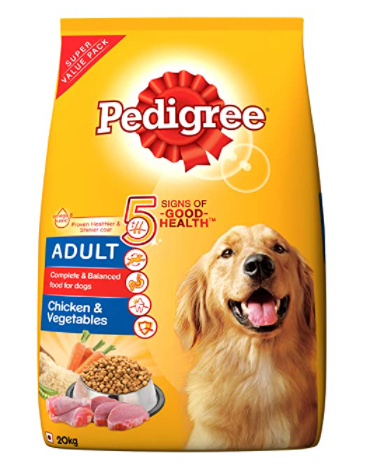 SUPER
VALUE PACK
Pedigree®
Proven Healthier &
Shinier coat
5 SIGNS OF
-GOOD-
HEALTH™
ADULT
Complete & Balanced
food for dogs
Chicken &
Vegetables
20kg